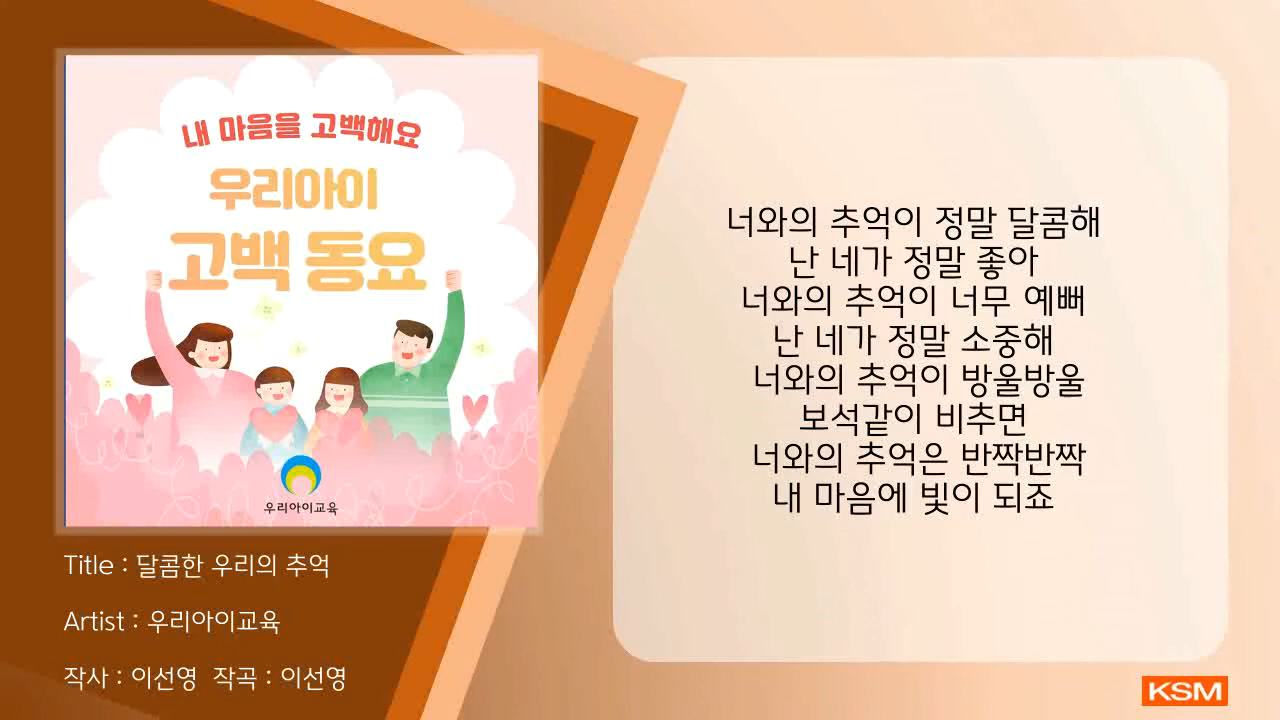 내 마음을 고백해요
우리아이
고백 동요
우리아이교육
Title : 달콤한 우리의 추억
Artist : 우리아이교육
작사 : 이선영 작곡 : 이선영
너와의 추억이 정말 달콤해
난 네가 정말 좋아
너와의 추억이 너무 예뻐
난 네가 정말 소중해
너와의 추억이 방울방울
보석같이 비추면
너와의 추억은 반짝반짝
내 마음에 빛이 되죠
KSM